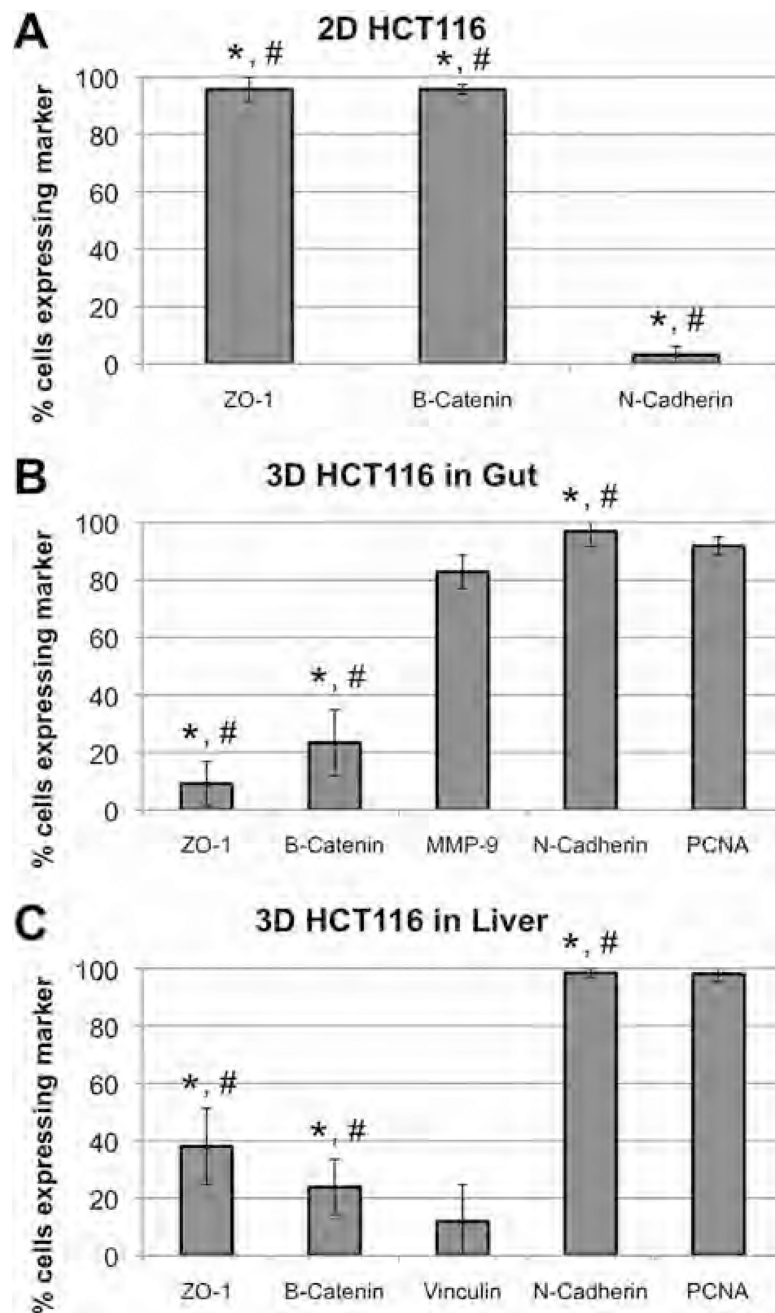 A
2D HCT116
% cells expressing marker
100
80
60
40
20
0
*, #
*, #
*, #
ZO-1 B-Catenin N-Cadherin
B
3D HCT116 in Gut
% cells expressing marker
100
80
60
40
20
0
*, #
*, #
*, #
ZO-1 B-Catenin MMP-9 N-Cadherin PCNA
C
3D HCT116 in Liver
% cells expressing marker
100
80
60
40
20
0
*, #
*, #
*, #
ZO-1 B-Catenin Vinculin N-Cadherin PCNA